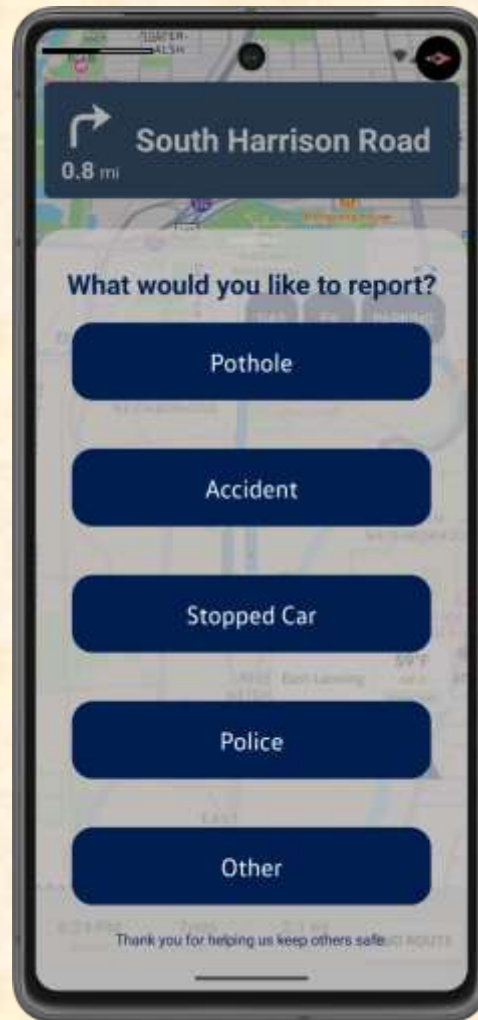 0.8 mi
South Harrison Road
What would you like to report?
Pothole
Accident
Stopped Car
Police
Other
Thank you for helping us keep others safe